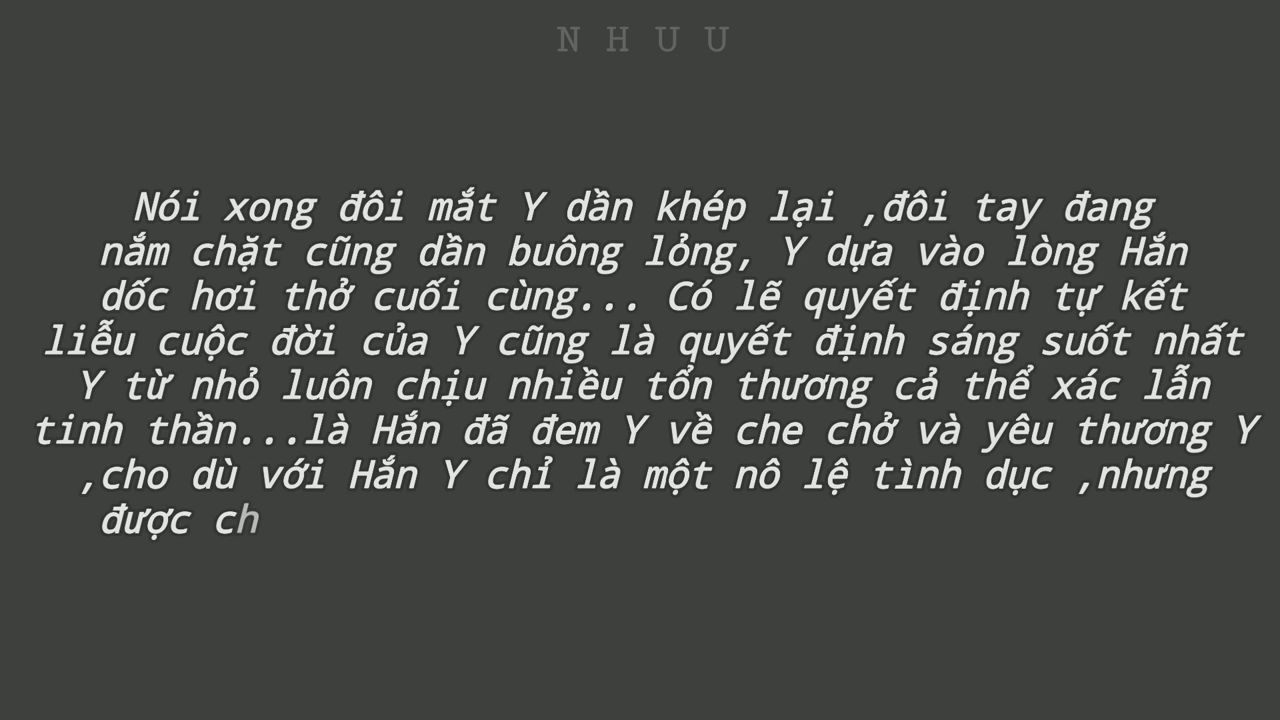 N H U U
Nói xong đôi mắt Y dần khép lại ,đôi tay đang
nắm chặt cũng dần buông lỏng, Y dựa vào lòng Hắn
dốc hơi thở cuối cùng... Có lẽ quyết định tự kết
liễu cuộc đời của Y cũng là quyết định sáng suốt nhất
Y từ nhỏ luôn chịu nhiều tổn thương cả thể xác lẫn
tinh thần...là Hắn đã đem Y về che chở và yêu thương Y
,cho dù với Hắn Y chỉ là một nô lệ tình dục ,nhưng
được ch